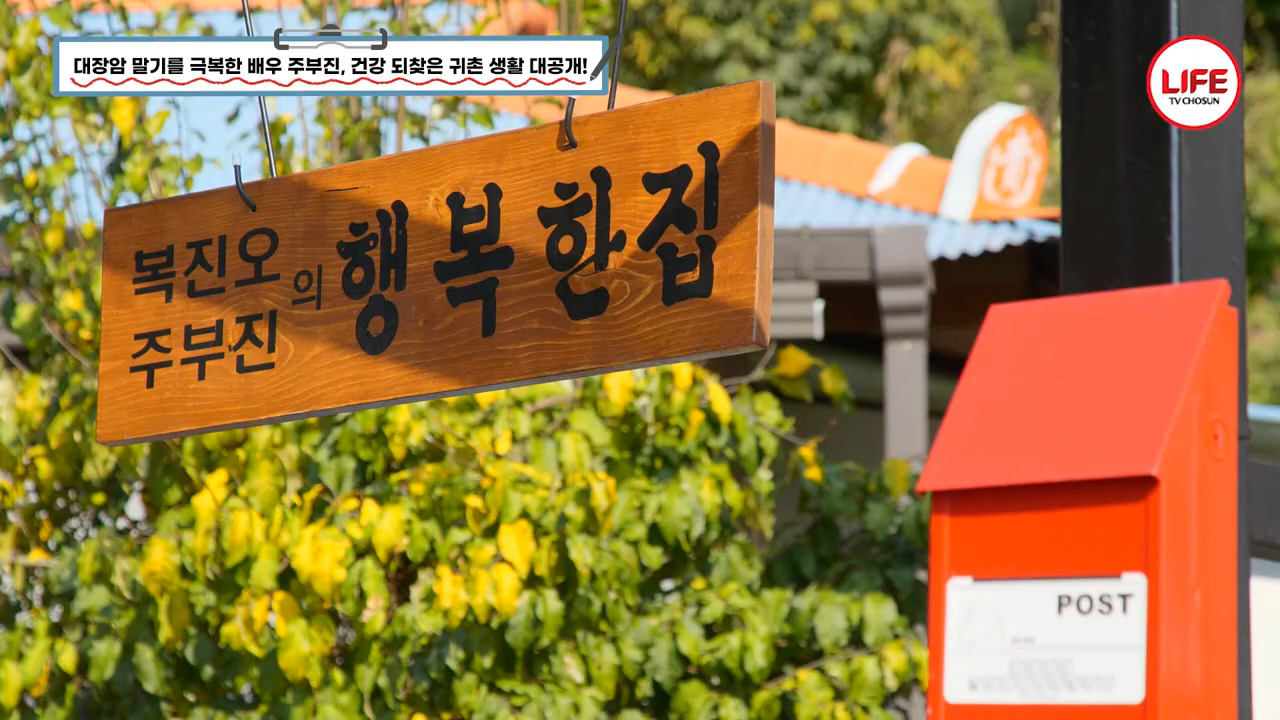 대장암 말기를 극복한 배우 주부진, 건강 되찾은 귀촌 생활 대공개!
LIFE
TV CHOSUN
복진오
주부진
의 행복한집
POST